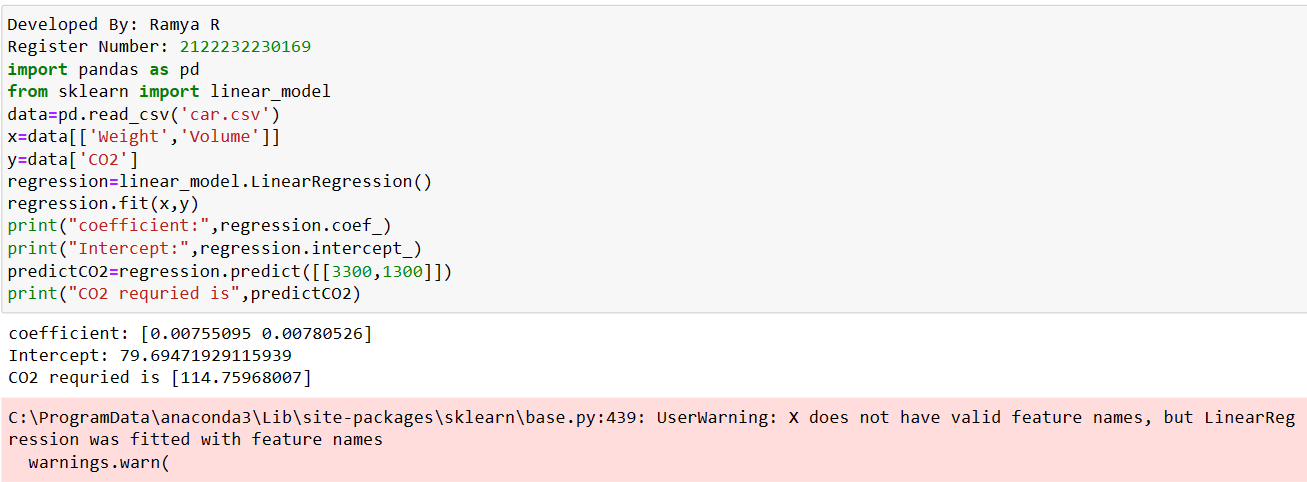 Developed By: Ramya R
Register Number: 2122232230169
import pandas as pd
from sklearn import linear_model
data=pd.read_csv('car.csv')
x=data[['Weight','Volume']]
y=data['CO2']
regression=linear_model.LinearRegression()
regression.fit(x,y)
print("coefficient:",regression.coef_)
print("Intercept:",regression.intercept_)
predictCO2=regression.predict([[3300,1300]])
print("CO2 requried is",predictCO2)
coefficient: [0.00755095 0.00780526]
Intercept: 79.69471929115939
CO2 requried is [114.75968007]
C:\ProgramData\anaconda3\Lib\site-packages\sklearn\base.py:439: UserWarning: X does not have valid feature names, but LinearReg
ression was fitted with feature names
  warnings.warn(